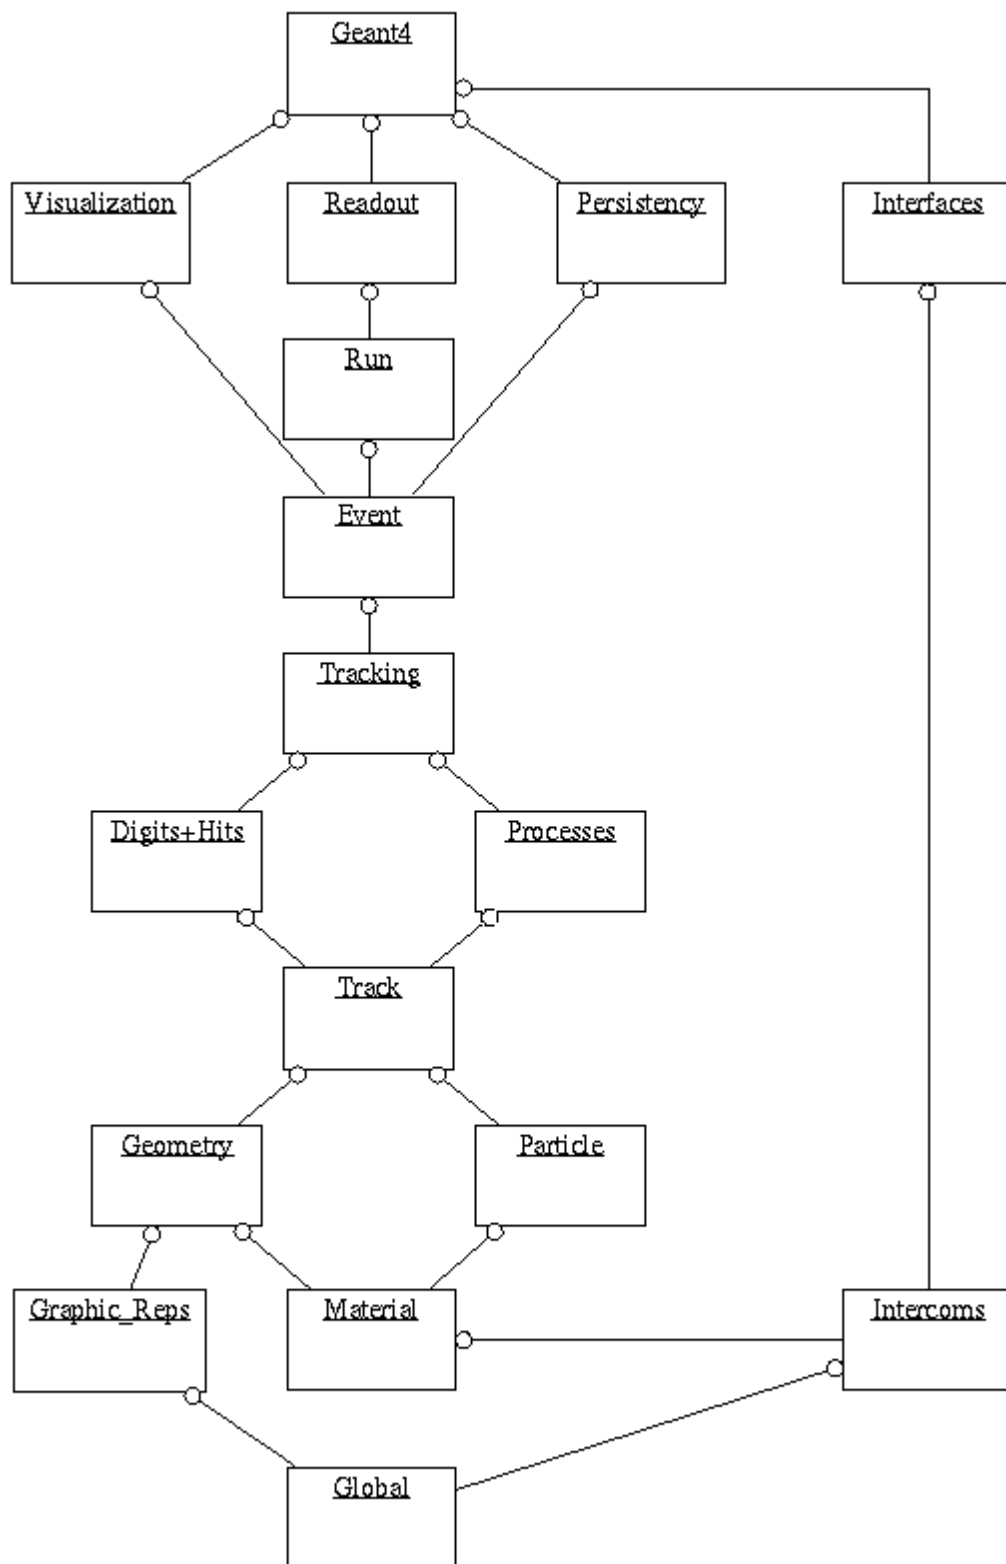 Geant4
Visualization
Readout
Persistency
Interfaces
Run
Event
Tracking
Digits+Hits
Processes
Track
Geometry
Particle
Graphic_Reps
Material
Intercoms
Global